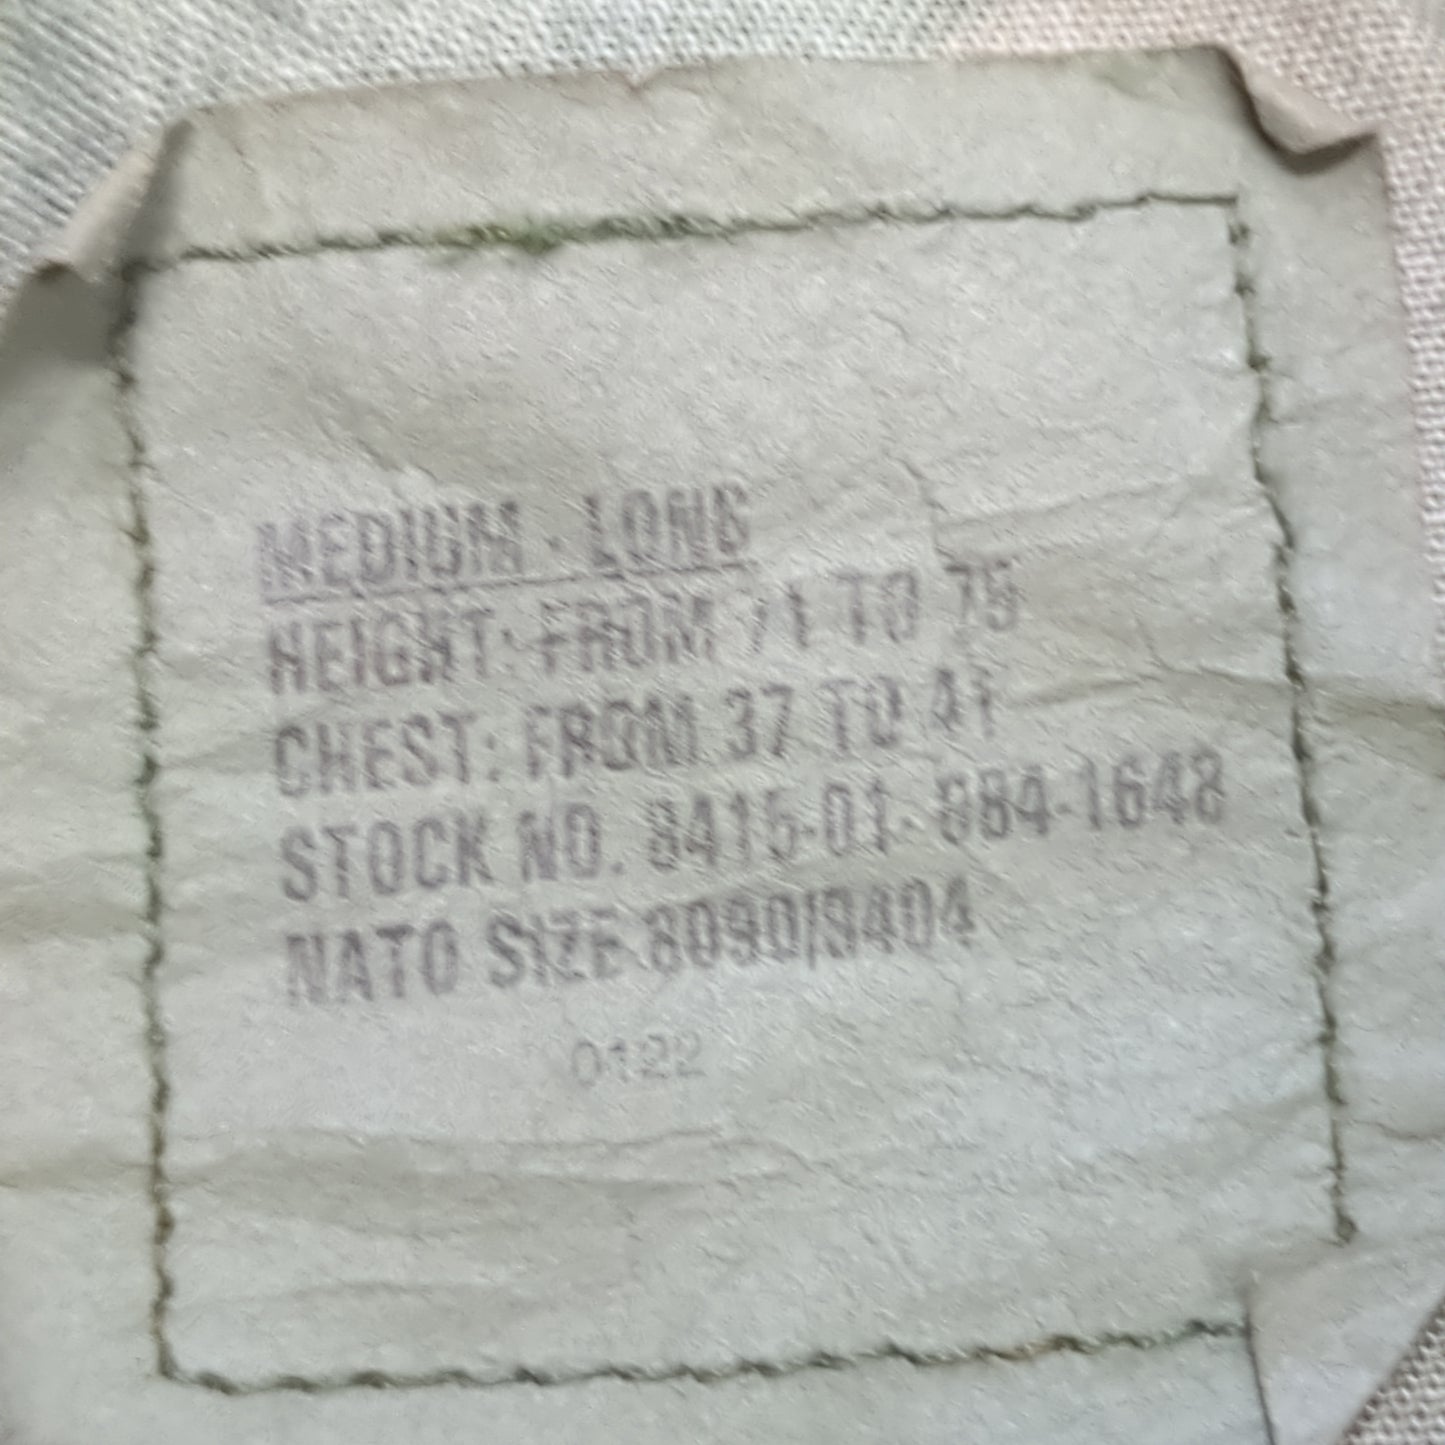 MEDIUM - LONG
HEIGHT: FROM 71 TO 75
CHEST: FROM 37 TO 41
STOCK NO. 8415-01-084-1648
NATO SIZE 8090/9404
0122